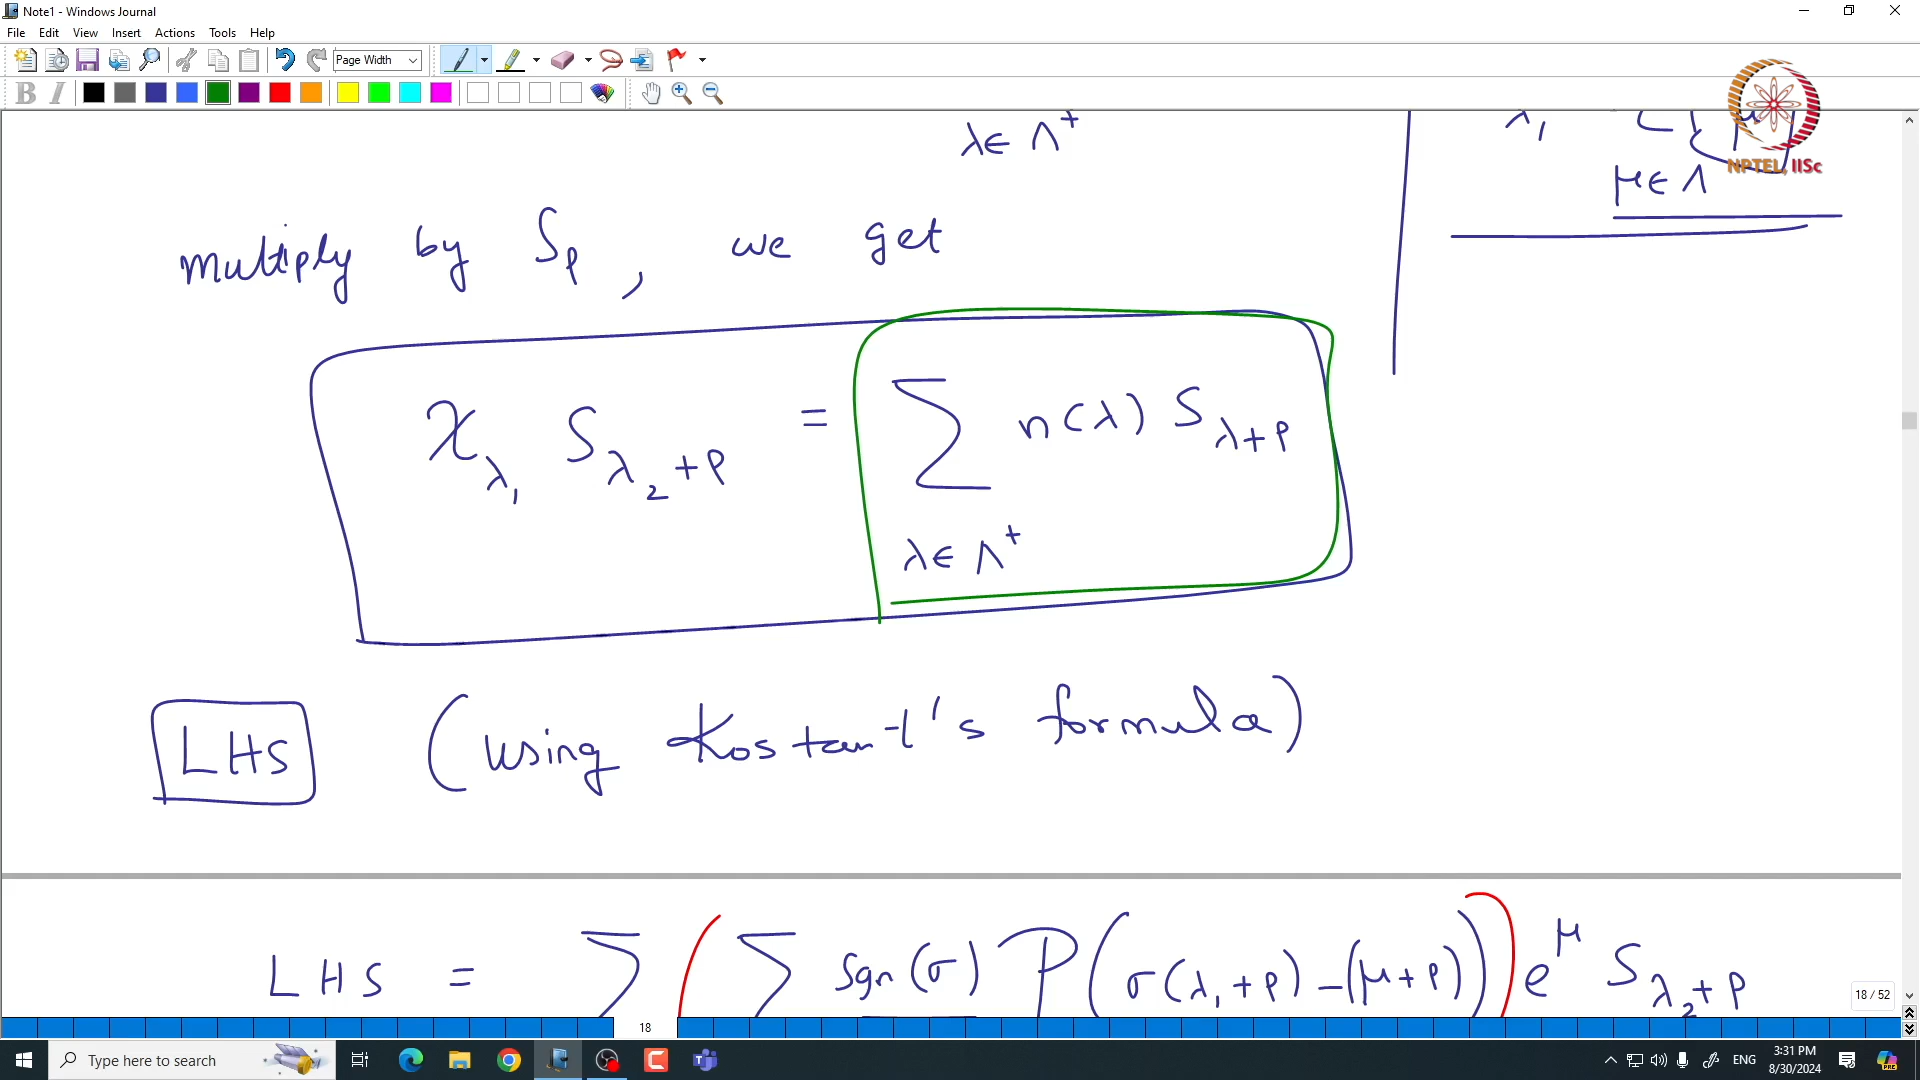 Note1 - Windows Journal
File Edit View Insert Actions Tools Help
Page Width
B I
NPTEL, IISc
λ ∈ Λ⁺
λ₁
μ ∈ Λ
multiply by S_ρ , we get
χ_λ₁ S_λ₂+ρ = Σ n(λ) S_λ+ρ
λ ∈ Λ⁺
LHS (using Kostant's formula)
LHS = Σ ( Σ sgn(σ) P(σ(λ₁+ρ) - (μ+ρ)) ) e^μ S_λ₂+ρ
18 / 52
18
Type here to search
ENG
3:31 PM
8/30/2024